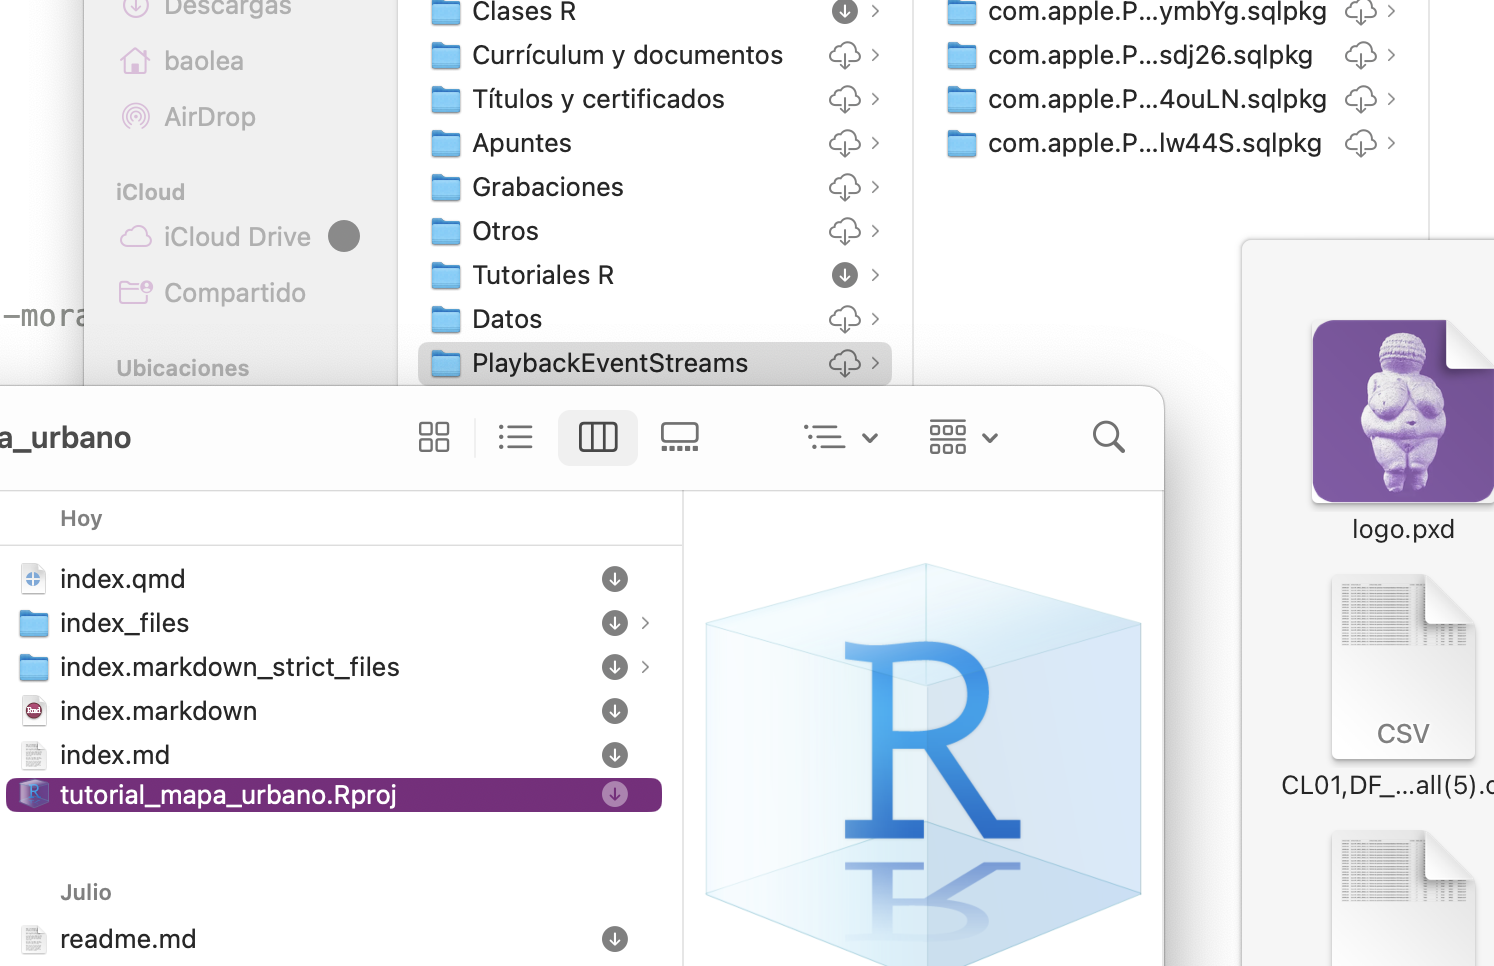 Descargas
baolea
AirDrop
iCloud
iCloud Drive
Compartido
Ubicaciones
Clases R
Currículum y documentos
Títulos y certificados
Apuntes
Grabaciones
Otros
Tutoriales R
Datos
PlaybackEventStreams
com.apple.P...ymbYg.sqlpkg
com.apple.P...sdj26.sqlpkg
com.apple.P...4ouLN.sqlpkg
com.apple.P...lw44S.sqlpkg
-mora
a_urbano
Hoy
index.qmd
index_files
index.markdown_strict_files
index.markdown
index.md
tutorial_mapa_urbano.Rproj
Julio
readme.md
R
logo.pxd
CSV
CL01,DF_...all(5).c